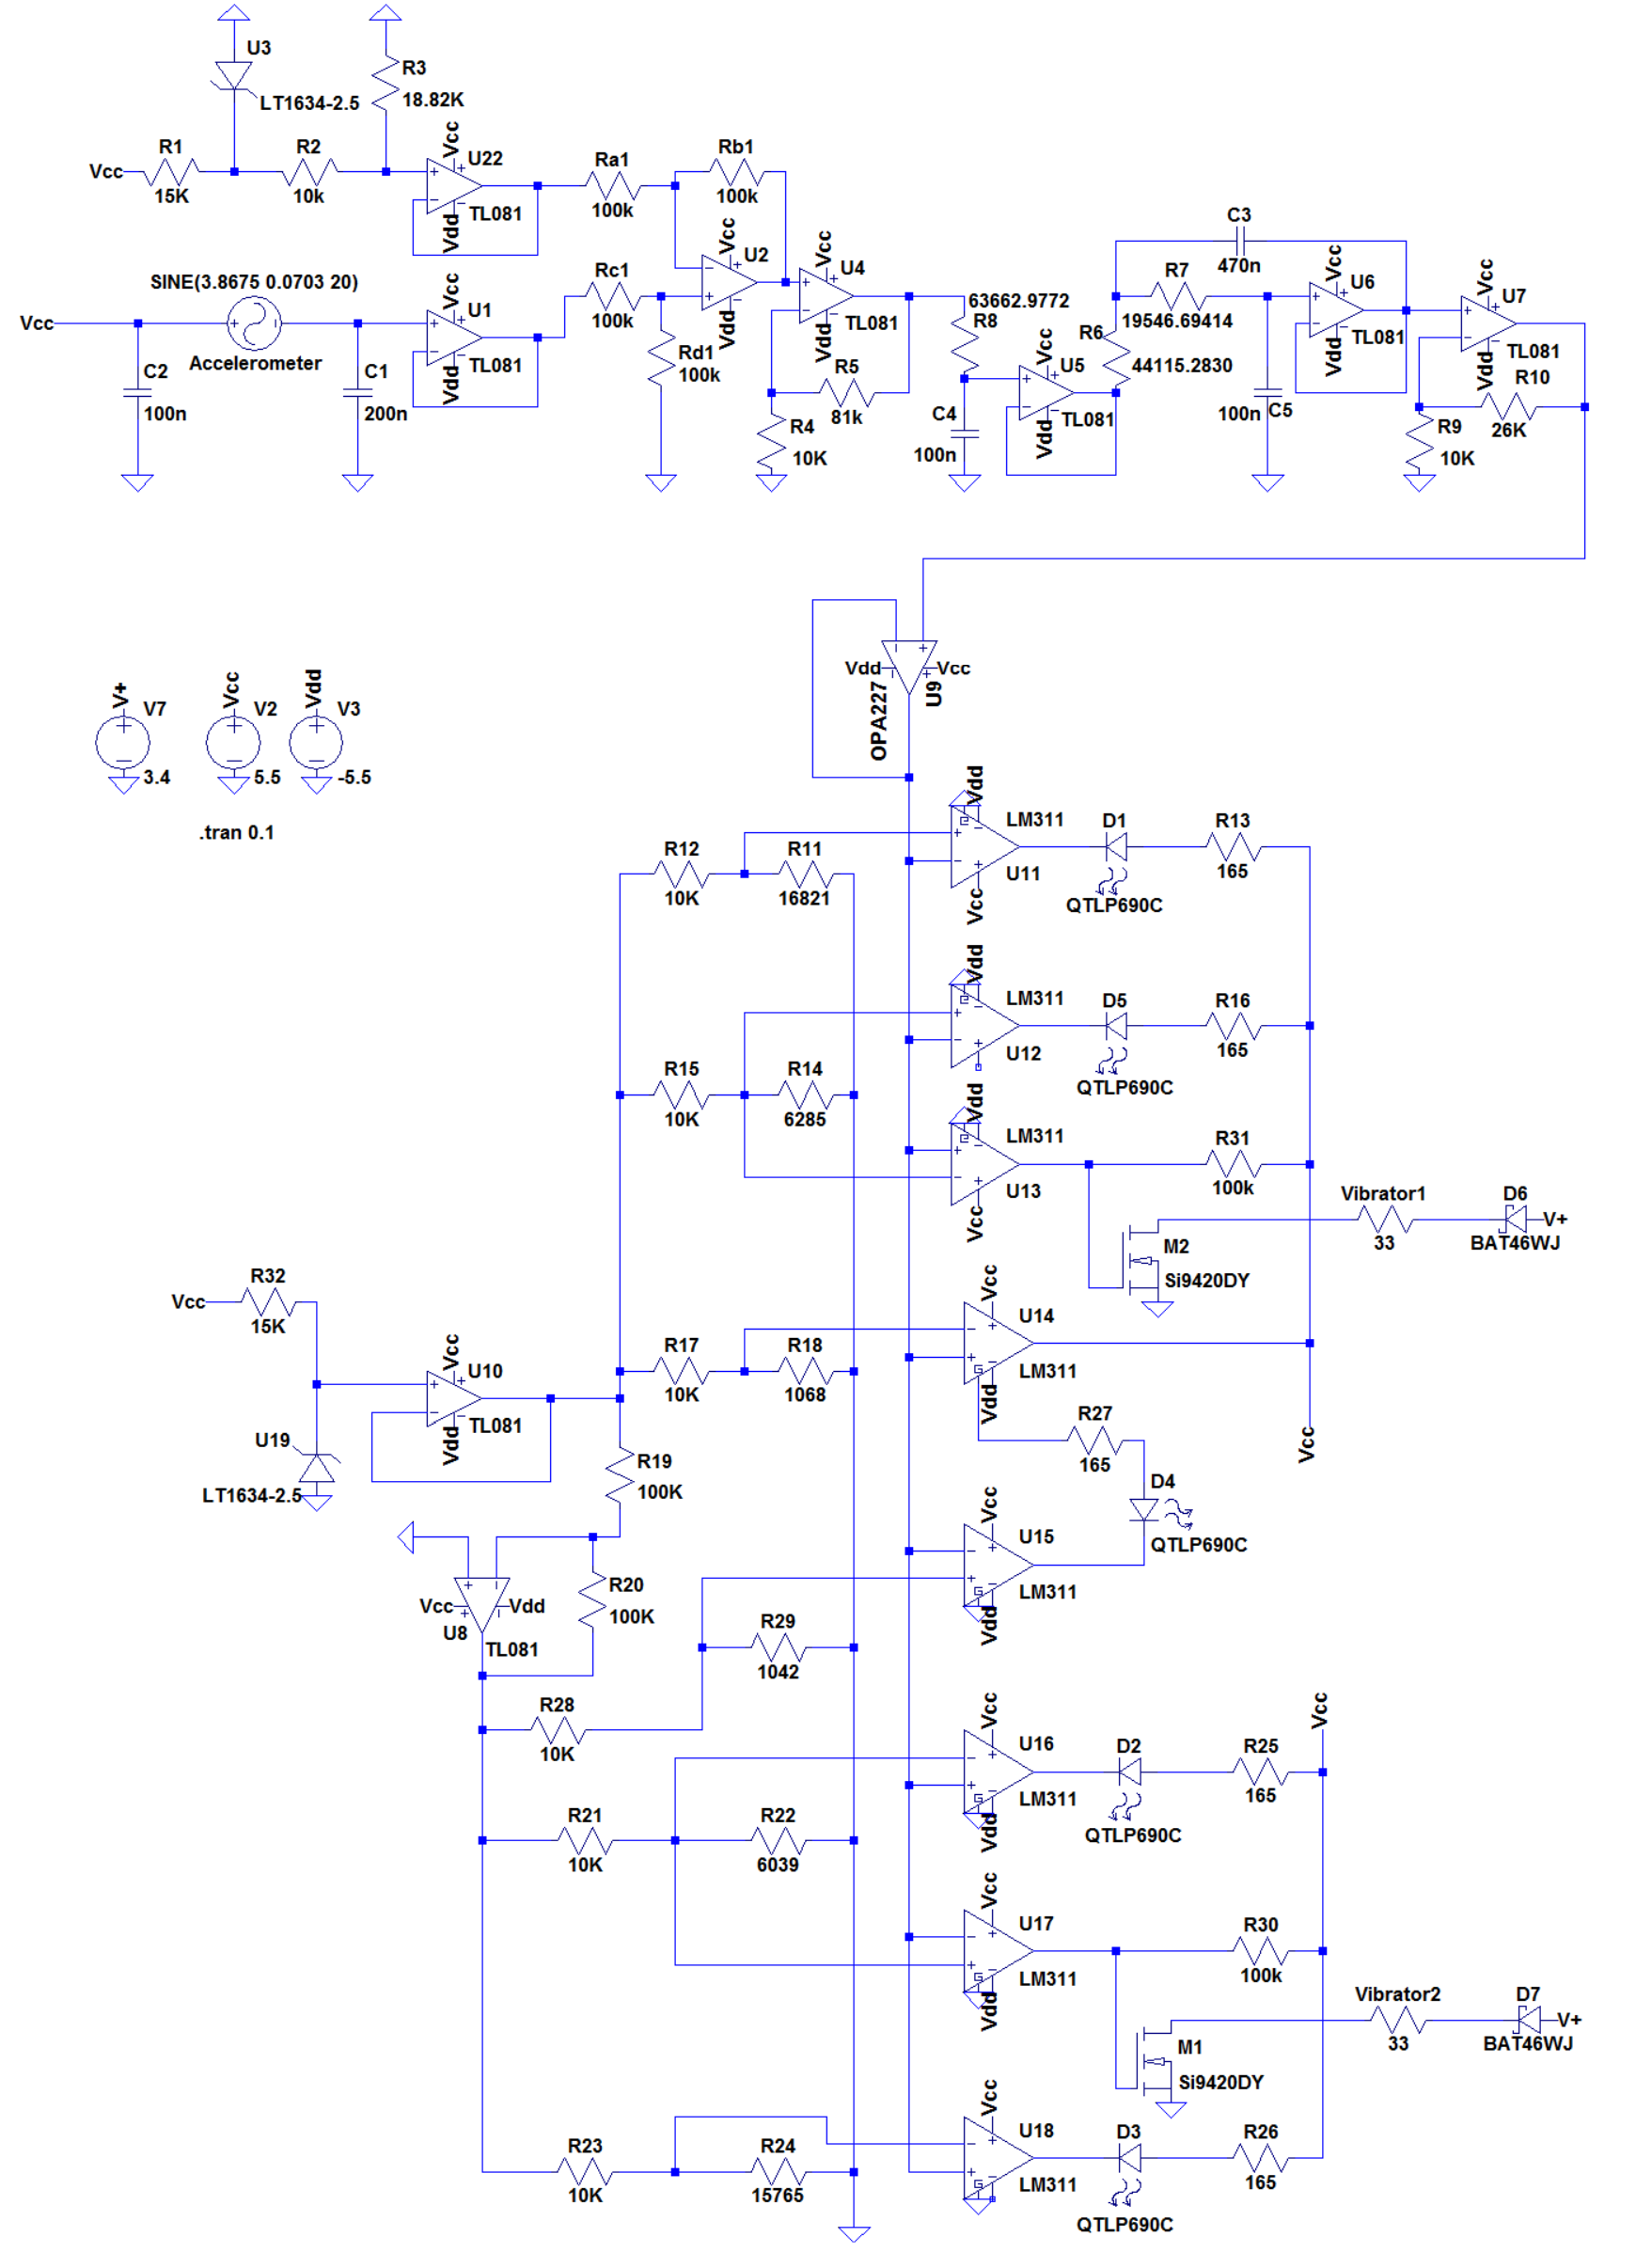 U3
LT1634-2.5
R3
18.82K
Vcc
R1
15K
R2
10k
Vcc
U22
TL081
Vdd
Ra1
100k
Rb1
100k
Vcc
U2
Vdd
Vcc
U4
TL081
Vdd
SINE(3.8675 0.0703 20)
Vcc
Accelerometer
C2
100n
C1
200n
Vcc
U1
TL081
Vdd
Rc1
100k
Rd1
100k
R5
81k
R4
10K
63662.9772
R8
C4
100n
Vcc
U5
TL081
Vdd
R6
44115.2830
C3
470n
R7
19546.69414
100n
C5
Vcc
U6
TL081
Vdd
Vcc
U7
TL081
Vdd
R10
26K
R9
10K
Vdd
Vcc
OPA227
U9
V+
V7
3.4
Vcc
V2
5.5
Vdd
V3
-5.5
.tran 0.1
R12
10K
R11
16821
Vdd
LM311
G
U11
Vcc
D1
QTLP690C
R13
165
Vdd
LM311
G
U12
D5
QTLP690C
R16
165
R15
10K
R14
6285
Vdd
LM311
G
U13
Vcc
R31
100k
M2
Si9420DY
Vibrator1
33
D6
V+
BAT46WJ
Vcc
R32
15K
U19
LT1634-2.5
Vcc
U10
TL081
Vdd
R17
10K
R18
1068
Vcc
U14
LM311
G
Vdd
R27
165
Vcc
D4
QTLP690C
R19
100K
Vcc
U15
LM311
G
Vdd
Vcc
Vdd
U8
TL081
R20
100K
R29
1042
R28
10K
Vcc
U16
LM311
G
Vdd
D2
QTLP690C
R25
165
Vcc
R21
10K
R22
6039
Vcc
U17
LM311
G
Vdd
R30
100k
M1
Si9420DY
Vibrator2
33
D7
V+
BAT46WJ
R23
10K
R24
15765
Vcc
U18
LM311
G
D3
QTLP690C
R26
165